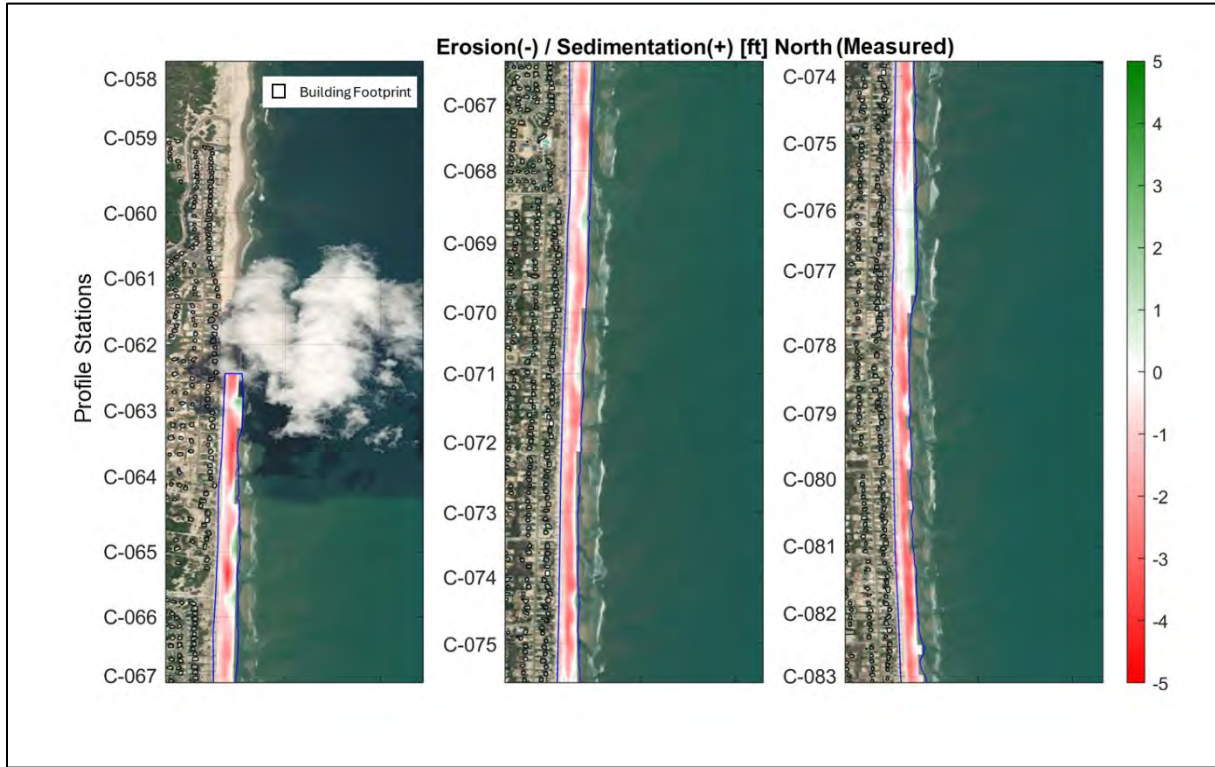 Erosion(-) / Sedimentation(+) [ft] North (Measured)
Building Footprint
Profile Stations
C-058
C-059
C-060
C-061
C-062
C-063
C-064
C-065
C-066
C-067
C-067
C-068
C-069
C-070
C-071
C-072
C-073
C-074
C-075
C-074
C-075
C-076
C-077
C-078
C-079
C-080
C-081
C-082
C-083
5
4
3
2
1
0
-1
-2
-3
-4
-5